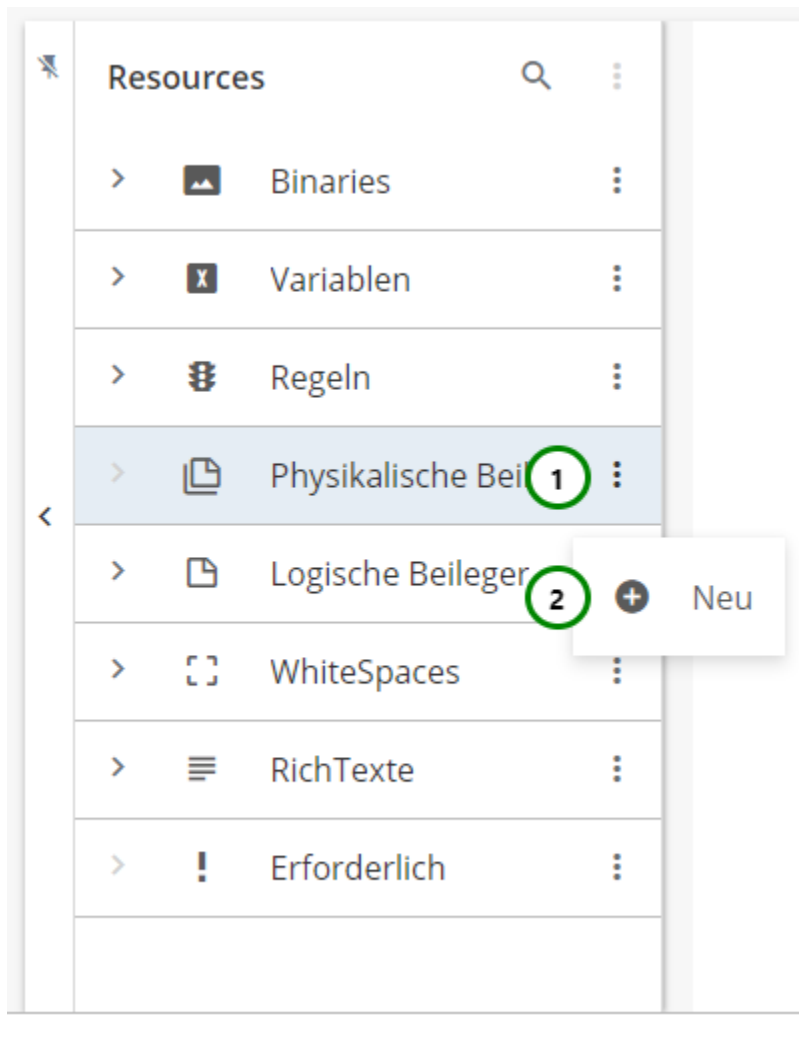 Resources
Binaries
Variablen
Regeln
Physikalische Bei
1
Logische Beileger
2
Neu
WhiteSpaces
RichTexte
Erforderlich